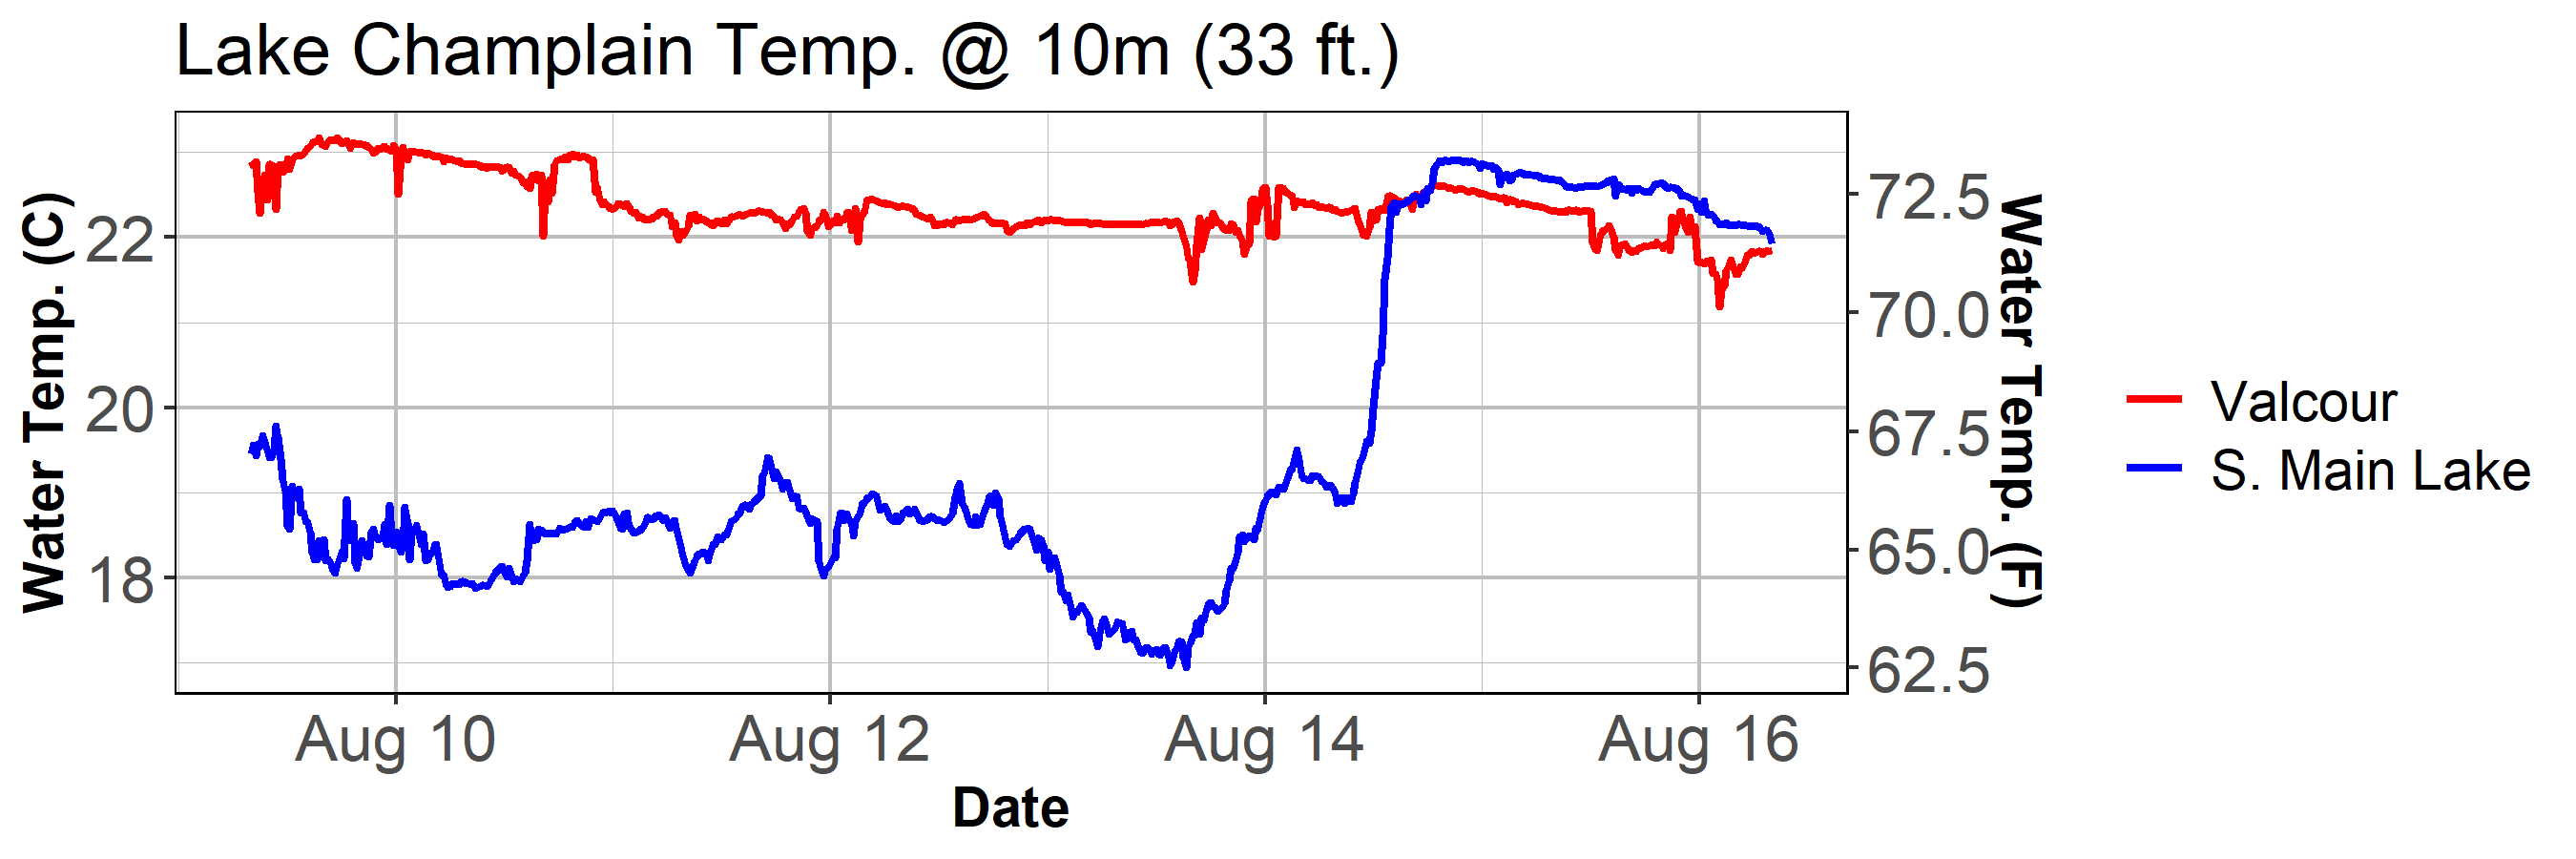 Lake Champlain Temp. @ 10m (33 ft.)
Water Temp. (C)
22
20
18
72.5
70.0
67.5
65.0
62.5
Water Temp. (F)
Aug 10
Aug 12
Aug 14
Aug 16
Date
Valcour
S. Main Lake